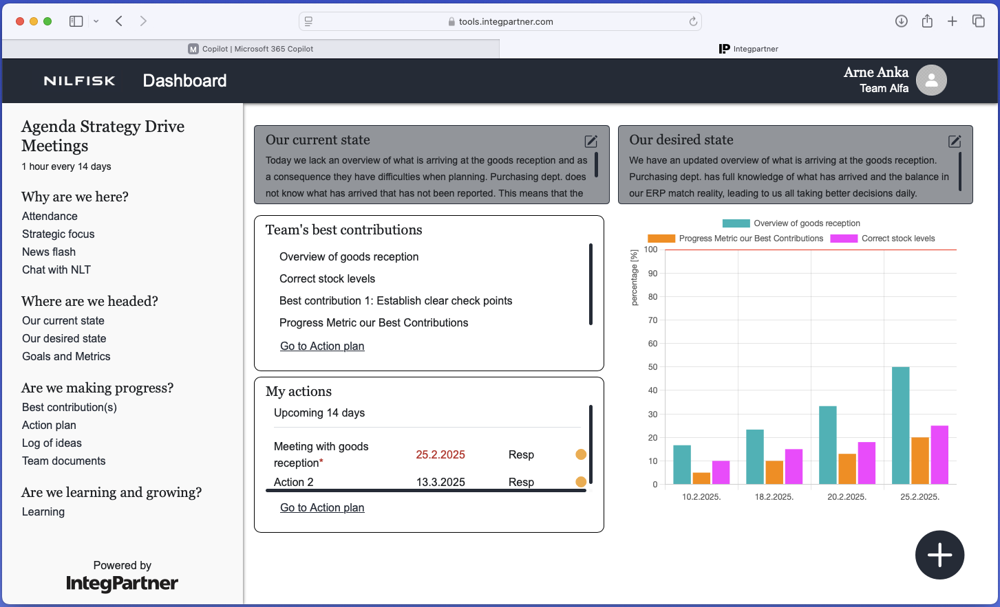 tools.integpartner.com
M Copilot | Microsoft 365 Copilot
IP Integpartner
NILFISK
Dashboard
Arne Anka
Team Alfa
Agenda Strategy Drive
Meetings
1 hour every 14 days
Why are we here?
Attendance
Strategic focus
News flash
Chat with NLT
Where are we headed?
Our current state
Our desired state
Goals and Metrics
Are we making progress?
Best contribution(s)
Action plan
Log of ideas
Team documents
Are we learning and growing?
Learning
Powered by
IntegPartner
Our current state
Today we lack an overview of what is arriving at the goods reception and as
a consequence they have difficulties when planning. Purchasing dept. does
not know what has arrived that has not been reported. This means that the
Our desired state
We have an updated overview of what is arriving at the goods reception.
Purchasing dept. has full knowledge of what has arrived and the balance in
our ERP match reality, leading to us all taking better decisions daily.
Team's best contributions
Overview of goods reception
Correct stock levels
Best contribution 1: Establish clear check points
Progress Metric our Best Contributions
Go to Action plan
My actions
Upcoming 14 days
Meeting with goods
reception* 25.2.2025 Resp
Action 2 13.3.2025 Resp
Go to Action plan
Overview of goods reception
Progress Metric our Best Contributions Correct stock levels
percentage [%]
100
90
80
70
60
50
40
30
20
10
0
10.2.2025. 18.2.2025. 20.2.2025. 25.2.2025.